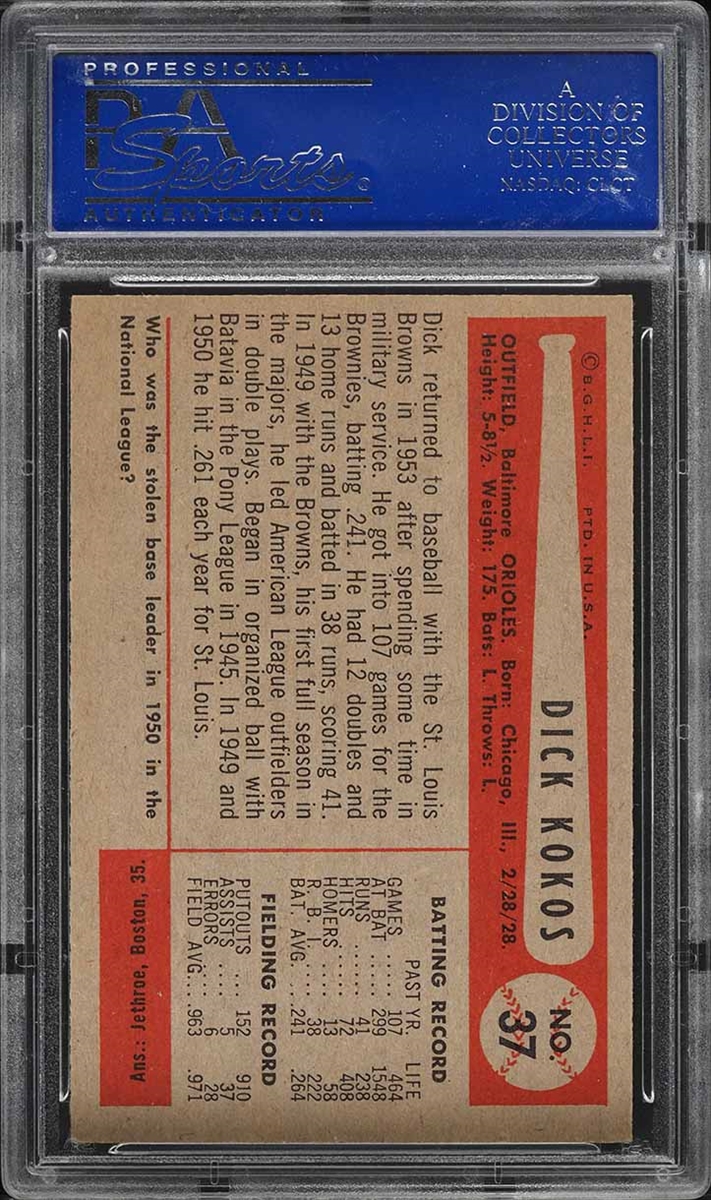 PROFESSIONAL
PSA
Sports
AUTHENTICATOR
A
DIVISION OF
COLLECTORS
UNIVERSE
NASDAQ: CLCT
© B.G.H.L.I. PTD. IN U.S.A.
DICK KOKOS
NO.
37
OUTFIELD, Baltimore ORIOLES. Born: Chicago, Ill., 2/28/28.
Height: 5-8½. Weight: 175. Bats: L. Throws: L.
Dick returned to baseball with the St. Louis
Browns in 1953 after spending some time in
military service. He got into 107 games for the
Brownies, batting .241. He had 12 doubles and
13 home runs and batted in 38 runs, scoring 41.
In 1949 with the Browns, his first full season in
the majors, he led American League outfielders
in double plays. Began in organized ball with
Batavia in the Pony League in 1945. In 1949 and
1950 he hit .261 each year for St. Louis.
BATTING RECORD
PAST YR. LIFE
GAMES ..... 107 464
AT BAT ..... 299 1548
RUNS ...... 41 238
HITS ...... 72 408
HOMERS .... 13 58
R. B. I. .... 38 222
BAT. AVG. ... .241 .264
FIELDING RECORD
PUTOUTS ... 152 910
ASSISTS .... 5 37
ERRORS .... 6 28
FIELD AVG. .. .963 .971
Who was the stolen base leader in 1950 in the
National League?
Ans.: Jethroe, Boston, 35.